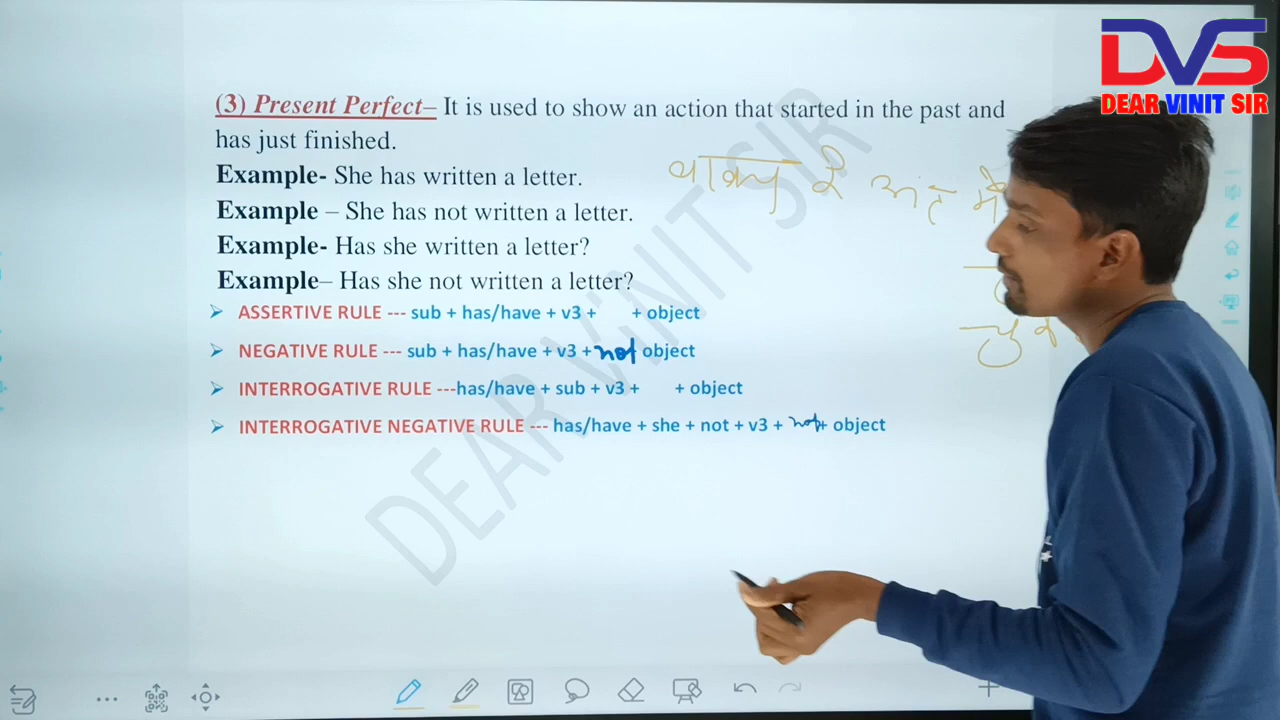 DVS
DEAR VINIT SIR
(3) Present Perfect– It is used to show an action that started in the past and
has just finished.
Example- She has written a letter.
Example – She has not written a letter.
Example- Has she written a letter?
Example– Has she not written a letter?
वाक्य के अंत में
➢ ASSERTIVE RULE --- sub + has/have + v3 + + object
➢ NEGATIVE RULE --- sub + has/have + v3 + not object
➢ INTERROGATIVE RULE ---has/have + sub + v3 + + object
➢ INTERROGATIVE NEGATIVE RULE --- has/have + she + not + v3 + not + object
DEAR VINIT SIR